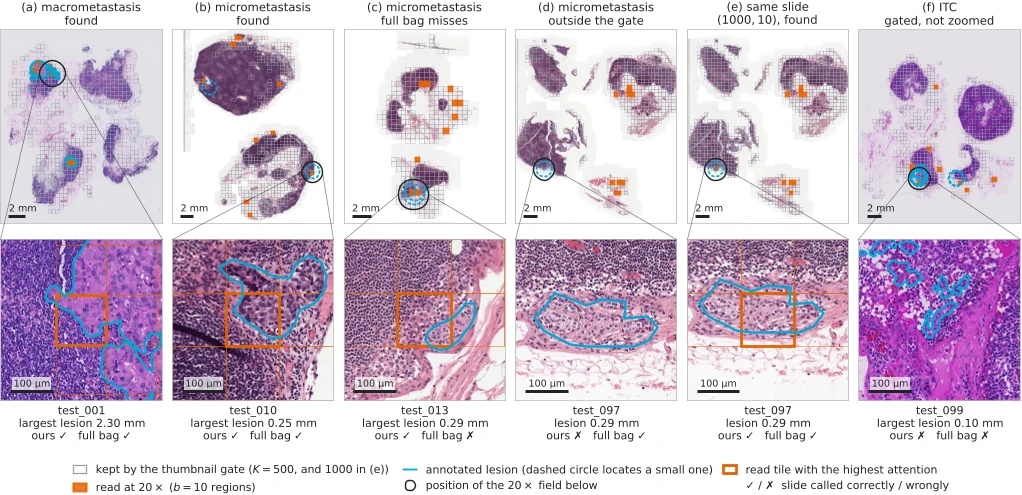 (a) macrometastasis
found
(b) micrometastasis
found
(c) micrometastasis
full bag misses
(d) micrometastasis
outside the gate
(e) same slide
(1000, 10), found
(f) ITC
gated, not zoomed
2 mm
2 mm
2 mm
2 mm
2 mm
2 mm
100 µm
100 µm
100 µm
100 µm
100 µm
100 µm
test_001
largest lesion 2.30 mm
ours ✓ full bag ✓
test_010
largest lesion 0.25 mm
ours ✓ full bag ✓
test_013
largest lesion 0.29 mm
ours ✓ full bag ✗
test_097
lesion 0.29 mm
ours ✗ full bag ✓
test_097
lesion 0.29 mm
ours ✓ full bag ✓
test_099
largest lesion 0.10 mm
ours ✗ full bag ✗
kept by the thumbnail gate (K = 500, and 1000 in (e))
read at 20× (b = 10 regions)
annotated lesion (dashed circle locates a small one)
position of the 20× field below
read tile with the highest attention
✓ / ✗ slide called correctly / wrongly